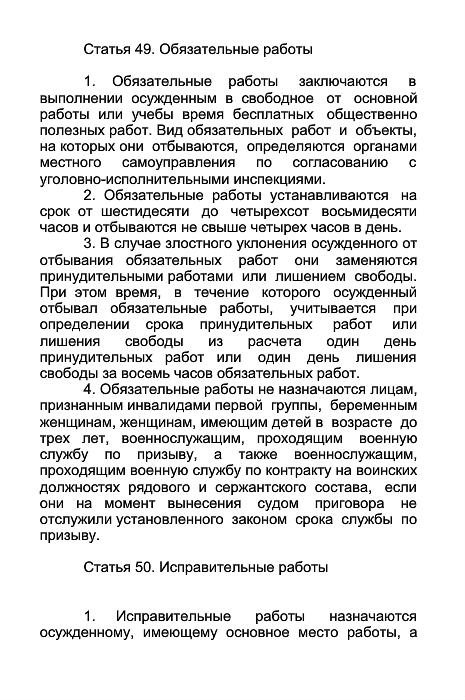 Статья 49. Обязательные работы
1. Обязательные работы заключаются в
выполнении осужденным в свободное от основной
работы или учебы время бесплатных общественно
полезных работ. Вид обязательных работ и объекты,
на которых они отбываются, определяются органами
местного самоуправления по согласованию с
уголовно-исполнительными инспекциями.
2. Обязательные работы устанавливаются на
срок от шестидесяти до четырехсот восьмидесяти
часов и отбываются не свыше четырех часов в день.
3. В случае злостного уклонения осужденного от
отбывания обязательных работ они заменяются
принудительными работами или лишением свободы.
При этом время, в течение которого осужденный
отбывал обязательные работы, учитывается при
определении срока принудительных работ или
лишения свободы из расчета один день
принудительных работ или один день лишения
свободы за восемь часов обязательных работ.
4. Обязательные работы не назначаются лицам,
признанным инвалидами первой группы, беременным
женщинам, женщинам, имеющим детей в возрасте до
трех лет, военнослужащим, проходящим военную
службу по призыву, а также военнослужащим,
проходящим военную службу по контракту на воинских
должностях рядового и сержантского состава, если
они на момент вынесения судом приговора не
отслужили установленного законом срока службы по
призыву.
Статья 50. Исправительные работы
1. Исправительные работы назначаются
осужденному, имеющему основное место работы, а